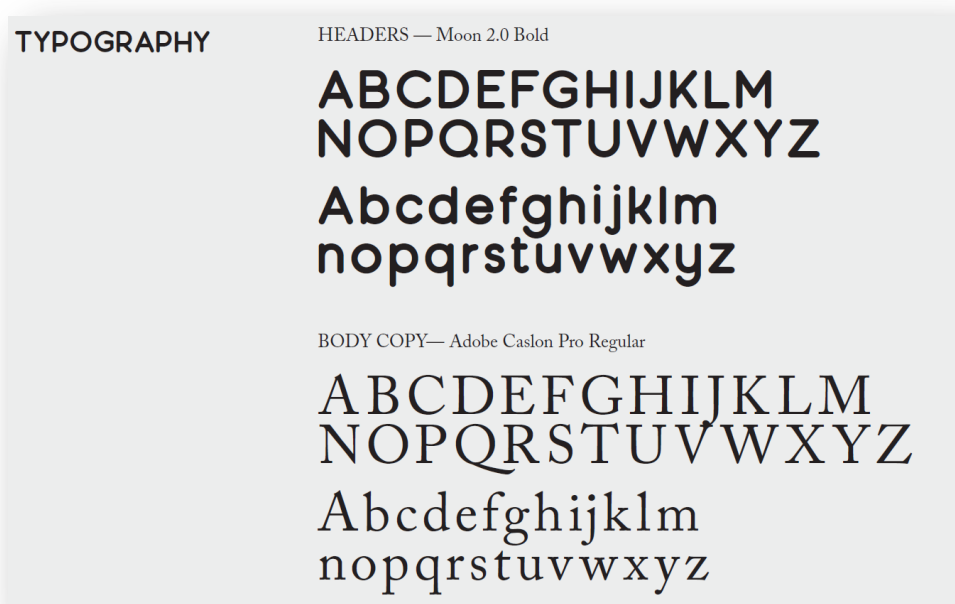 TYPOGRAPHY
HEADERS — Moon 2.0 Bold
ABCDEFGHIJKLM
NOPQRSTUVWXYZ
Abcdefghijklm
nopqrstuvwxyz
BODY COPY— Adobe Caslon Pro Regular
ABCDEFGHIJKLM
NOPQRSTUVWXYZ
Abcdefghijklm
nopqrstuvwxyz